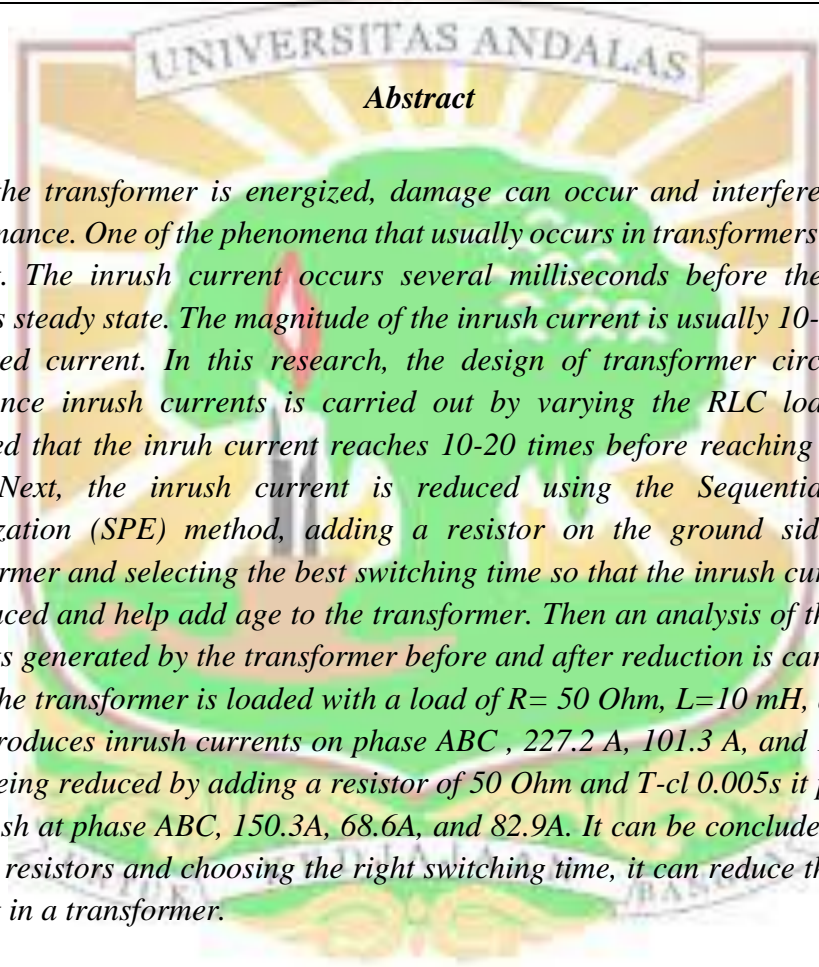 UNIVERSITAS ANDALAS
Abstract
the transformer is energized, damage can occur and interfere
nance. One of the phenomena that usually occurs in transformers
. The inrush current occurs several milliseconds before the
s steady state. The magnitude of the inrush current is usually 10-
ed current. In this research, the design of transformer circ
nce inrush currents is carried out by varying the RLC loa
ed that the inruh current reaches 10-20 times before reaching
Next, the inrush current is reduced using the Sequentia
zation (SPE) method, adding a resistor on the ground sid
rmer and selecting the best switching time so that the inrush cur
uced and help add age to the transformer. Then an analysis of th
s generated by the transformer before and after reduction is car
he transformer is loaded with a load of R= 50 Ohm, L=10 mH,
roduces inrush currents on phase ABC , 227.2 A, 101.3 A, and
eing reduced by adding a resistor of 50 Ohm and T-cl 0.005s it p
sh at phase ABC, 150.3A, 68.6A, and 82.9A. It can be conclude
resistors and choosing the right switching time, it can reduce th
in a transformer.